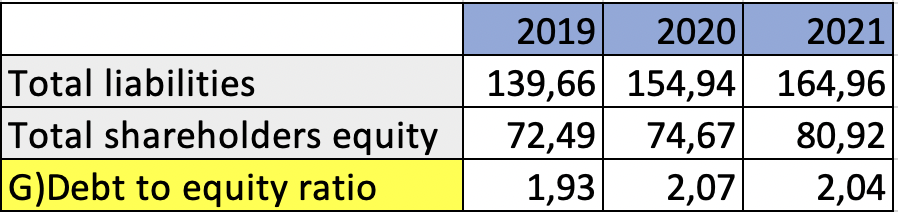 2019 2020 2021
Total liabilities 139,66 154,94 164,96
Total shareholders equity 72,49 74,67 80,92
G)Debt to equity ratio 1,93 2,07 2,04